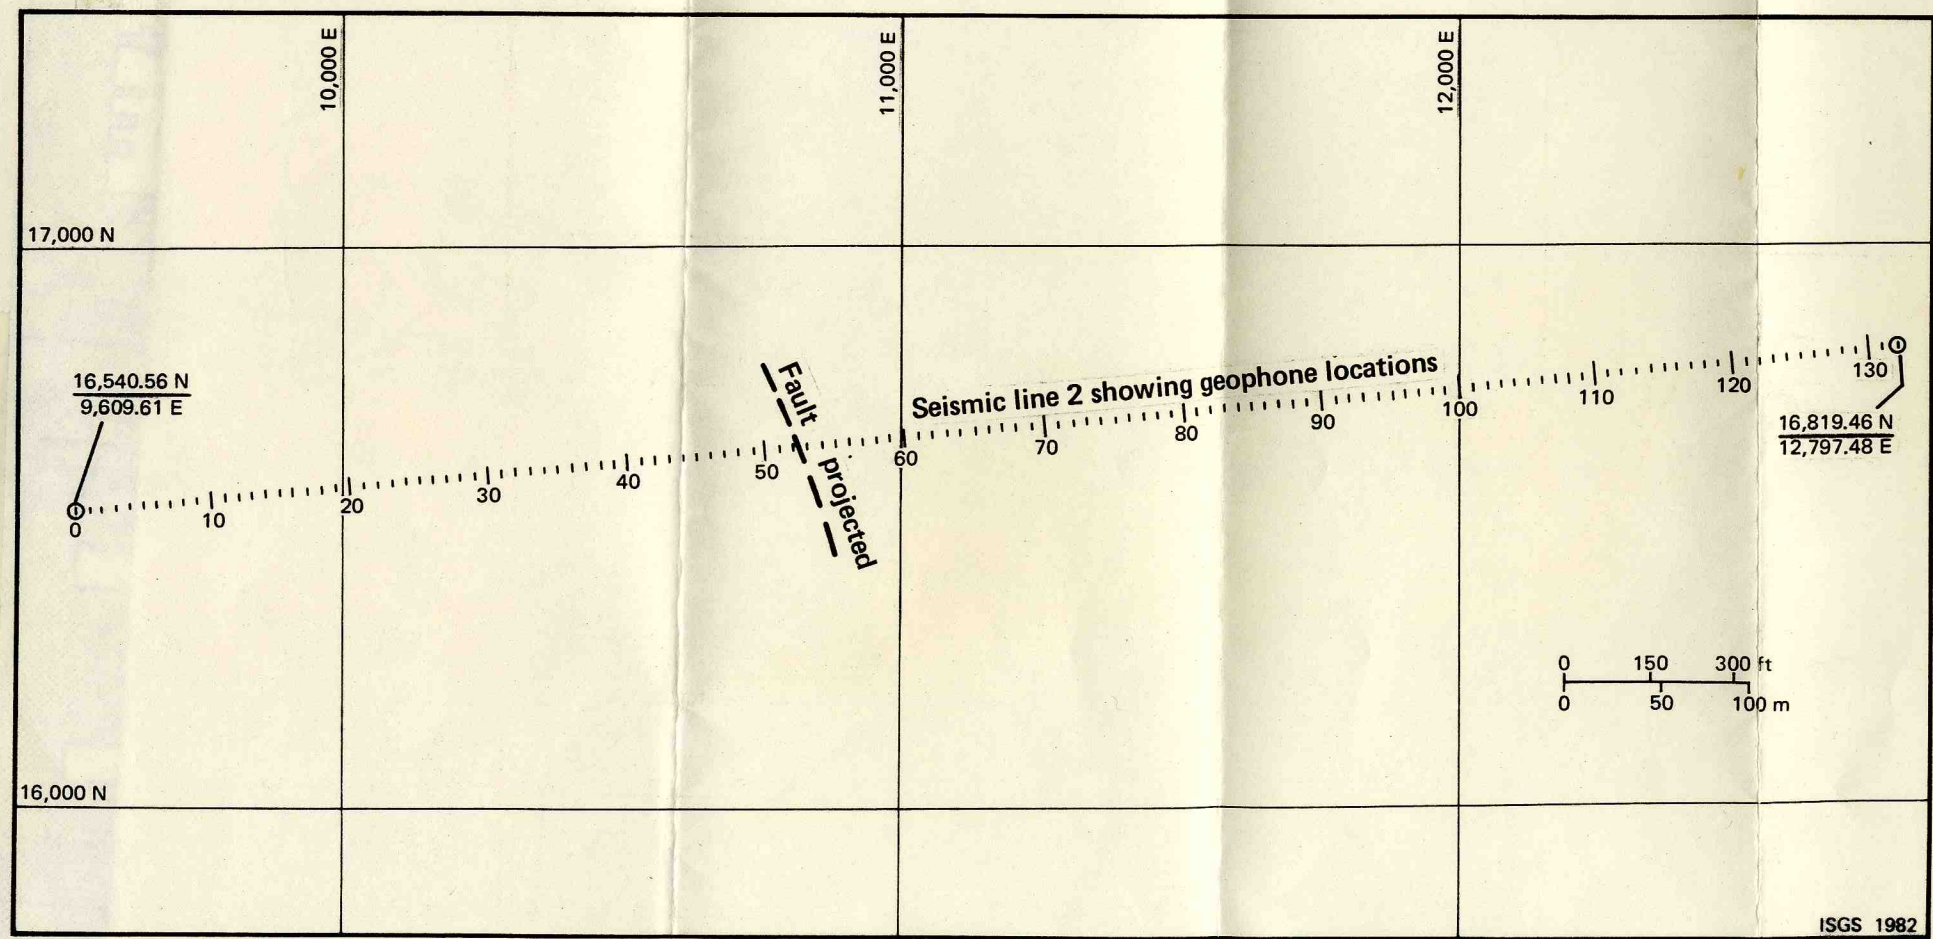 10,000 E
11,000 E
12,000 E
17,000 N
16,540.56 N
9,609.61 E
Fault projected
Seismic line 2 showing geophone locations
0
10
20
30
40
50
60
70
80
90
100
110
120
130
16,819.46 N
12,797.48 E
0 150 300 ft
0 50 100 m
16,000 N
ISGS 1982